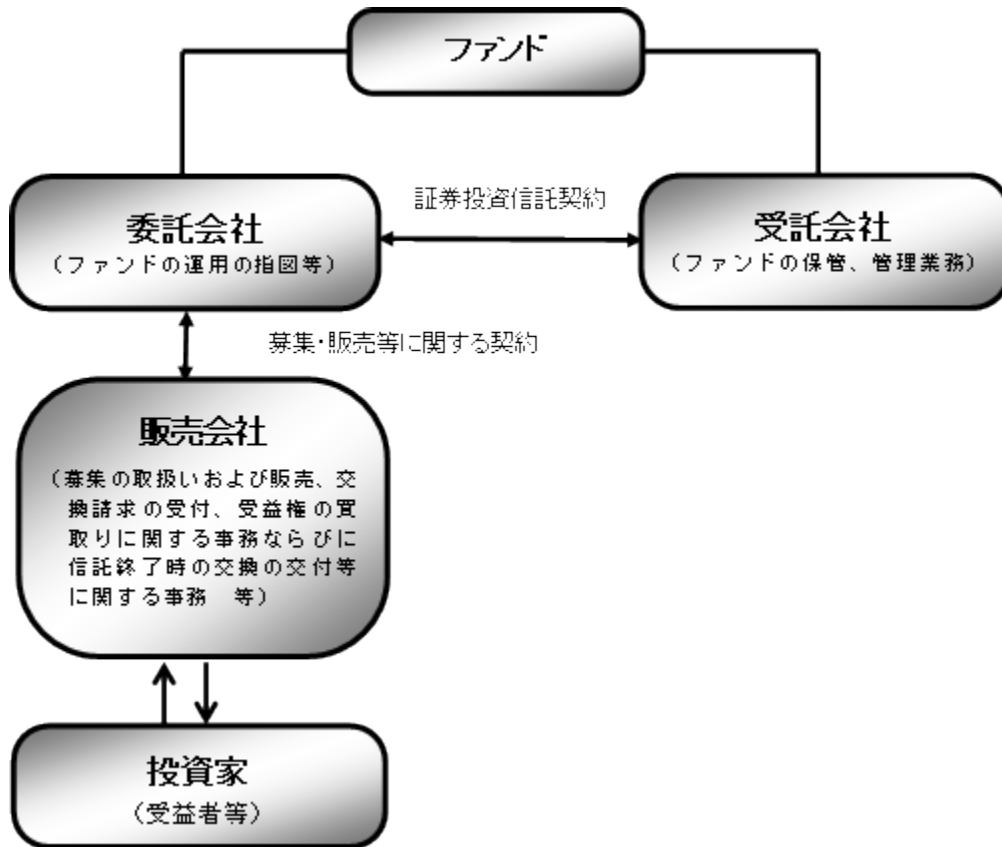 ファンド
証券投資信託契約
委託会社
(ファンドの運用の指図等)
受託会社
(ファンドの保管、管理業務)
募集・販売等に関する契約
販売会社
(募集の取扱いおよび販売、交
換請求の受付、受益権の買
取りに関する事務ならびに
信託終了時の交換の交付等
に関する事務　等)
投資家
(受益者等)